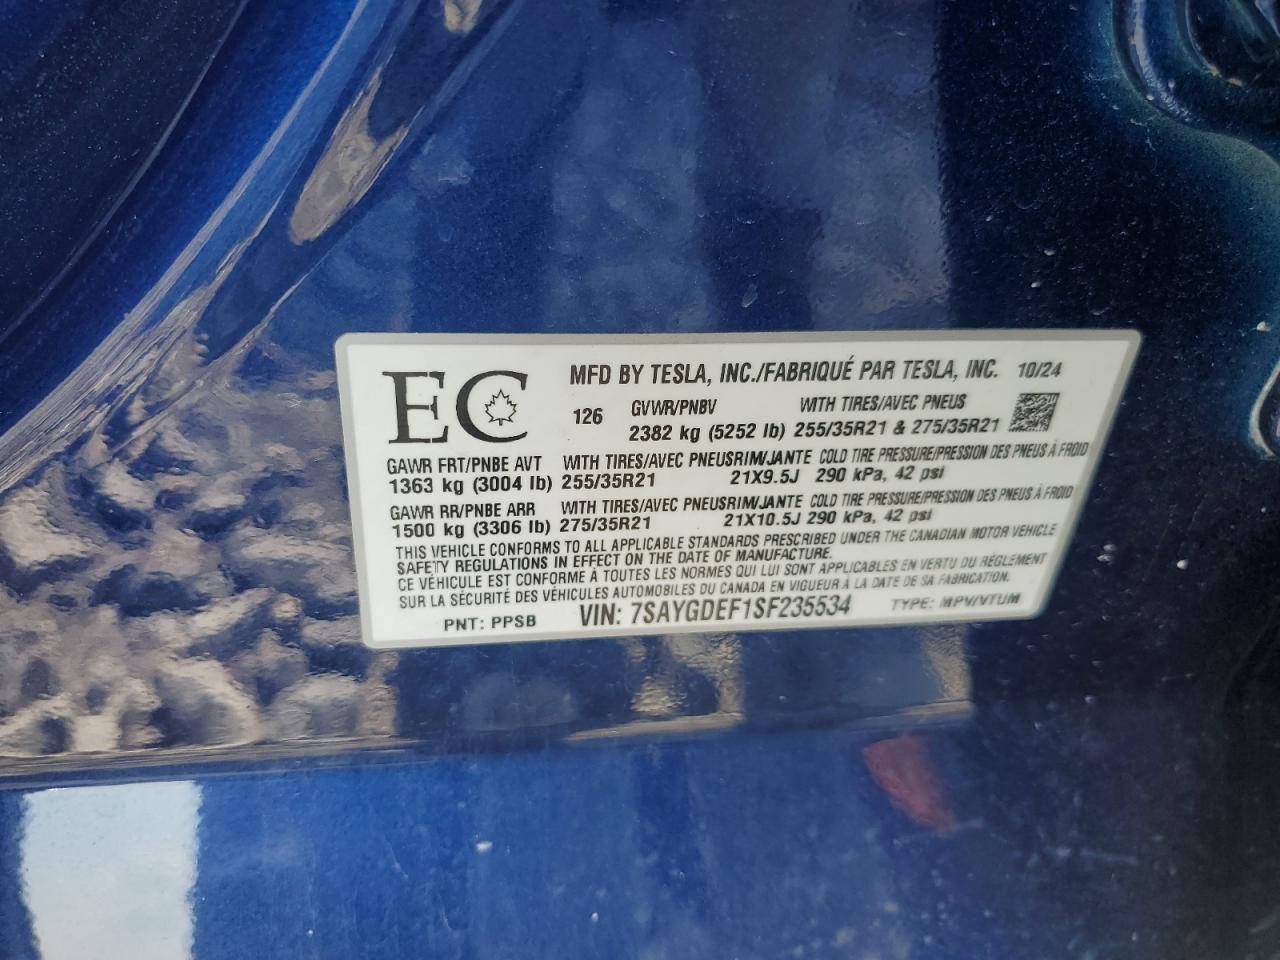 EC MFD BY TESLA, INC./FABRIQUÉ PAR TESLA, INC. 10/24
126 GVWR/PNBV WITH TIRES/AVEC PNEUS
2382 kg (5252 lb) 255/35R21 & 275/35R21
GAWR FRT/PNBE AVT WITH TIRES/AVEC PNEUS RIM/JANTE COLD TIRE PRESSURE/PRESSION DES PNEUS À FROID
1363 kg (3004 lb) 255/35R21 21X9.5J 290 kPa, 42 psi
GAWR RR/PNBE ARR WITH TIRES/AVEC PNEUS RIM/JANTE COLD TIRE PRESSURE/PRESSION DES PNEUS À FROID
1500 kg (3306 lb) 275/35R21 21X10.5J 290 kPa, 42 psi
THIS VEHICLE CONFORMS TO ALL APPLICABLE STANDARDS PRESCRIBED UNDER THE CANADIAN MOTOR VEHICLE
SAFETY REGULATIONS IN EFFECT ON THE DATE OF MANUFACTURE.
CE VÉHICULE EST CONFORME À TOUTES LES NORMES QUI LUI SONT APPLICABLES EN VERTU DU RÉGLEMENT
SUR LA SÉCURITÉ DES VÉHICULES AUTOMOBILES DU CANADA EN VIGUEUR À LA DATE DE SA FABRICATION.
PNT: PPSB VIN: 7SAYGDEF1SF235534 TYPE: MPV/VTUM